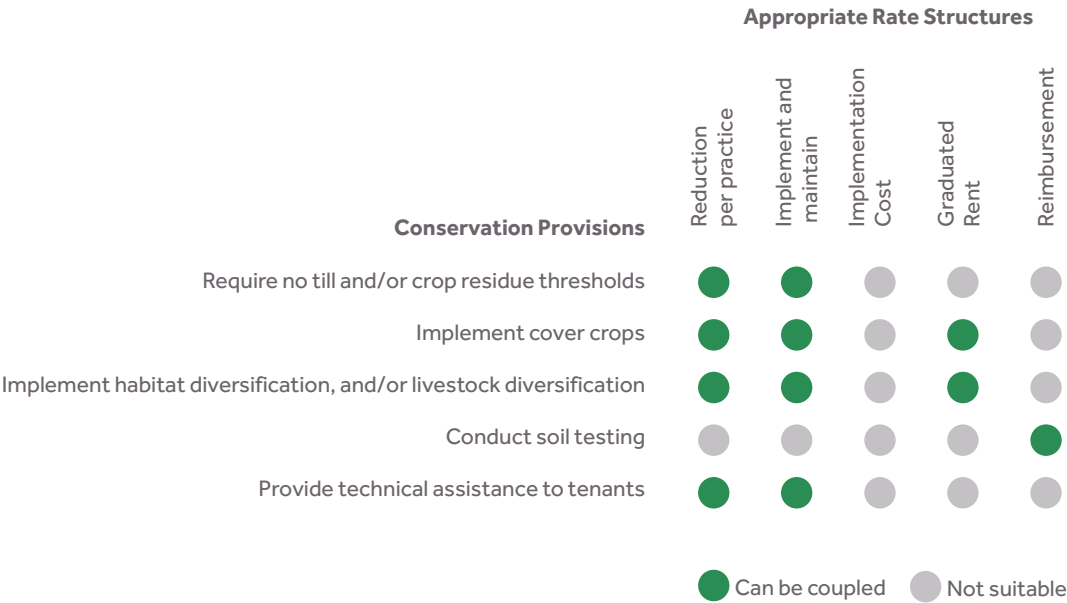 Appropriate Rate Structures
Reduction
per practice
Implement and
maintain
Implementation
Cost
Graduated
Rent
Reimbursement
Conservation Provisions
Require no till and/or crop residue thresholds
Implement cover crops
Implement habitat diversification, and/or livestock diversification
Conduct soil testing
Provide technical assistance to tenants
Can be coupled
Not suitable